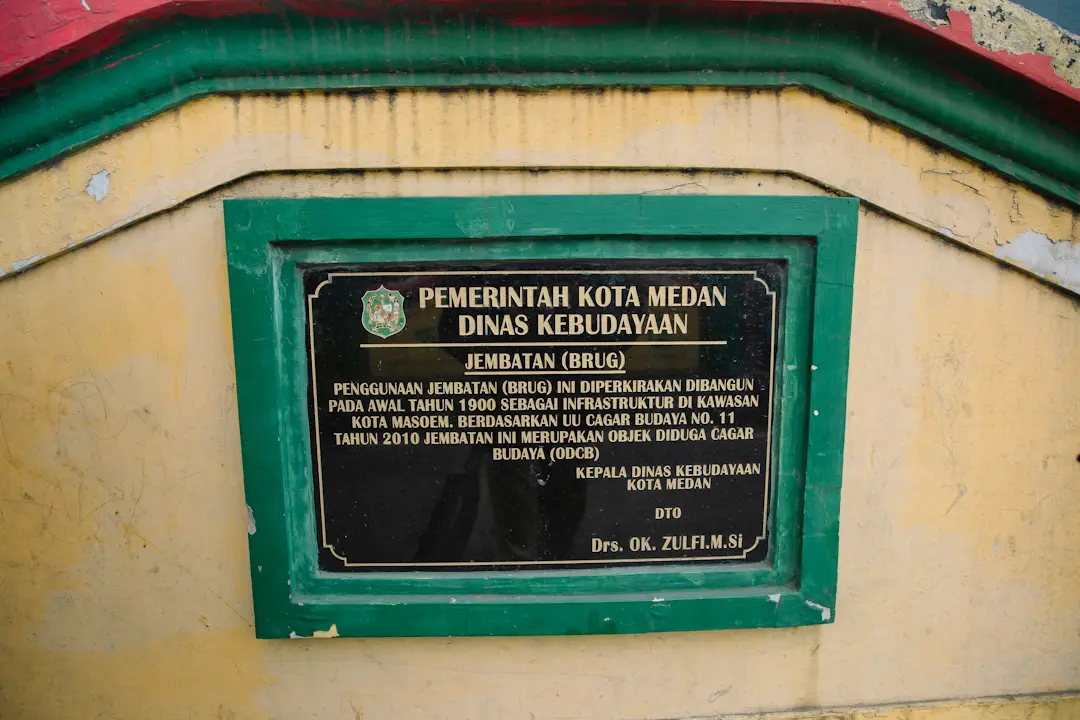 PEMERINTAH KOTA MEDAN
DINAS KEBUDAYAAN
JEMBATAN (BRUG)
PENGGUNAAN JEMBATAN (BRUG) INI DIPERKIRAKAN DIBANGUN
PADA AWAL TAHUN 1900 SEBAGAI INFRASTRUKTUR DI KAWASAN
KOTA MASOEM. BERDASARKAN UU CAGAR BUDAYA NO. 11
TAHUN 2010 JEMBATAN INI MERUPAKAN OBJEK DIDUGA CAGAR
BUDAYA (ODCB)
KEPALA DINAS KEBUDAYAAN
KOTA MEDAN
DTO
Drs. OK. ZULFI.M.Si